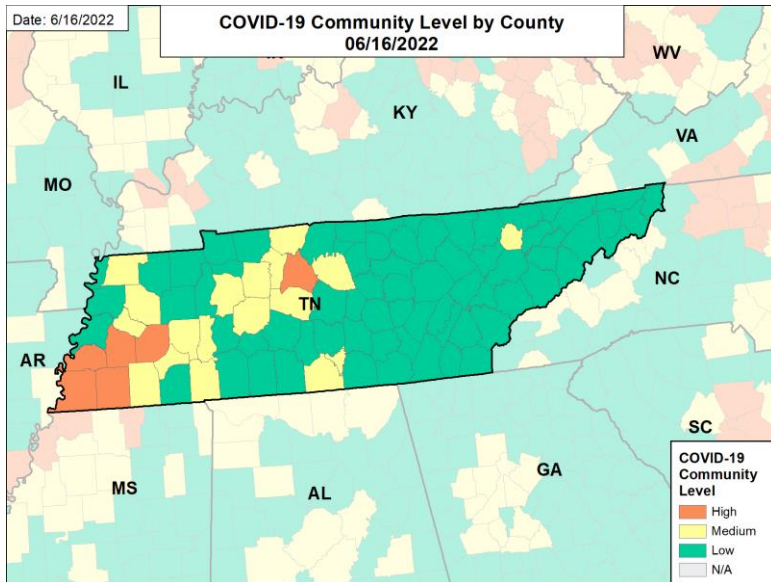 Date: 6/16/2022
COVID-19 Community Level by County
06/16/2022
WV
IL
KY
VA
MO
NC
TN
AR
SC
GA
MS
AL
COVID-19
Community
Level
High
Medium
Low
N/A